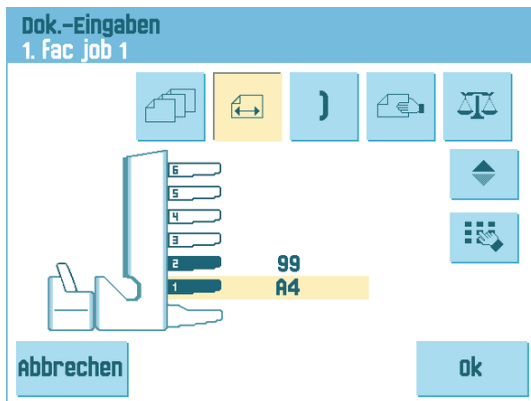 Dok.-Eingaben
1. Fac job 1
6
5
4
3
2 99
1 A4
Abbrechen Ok